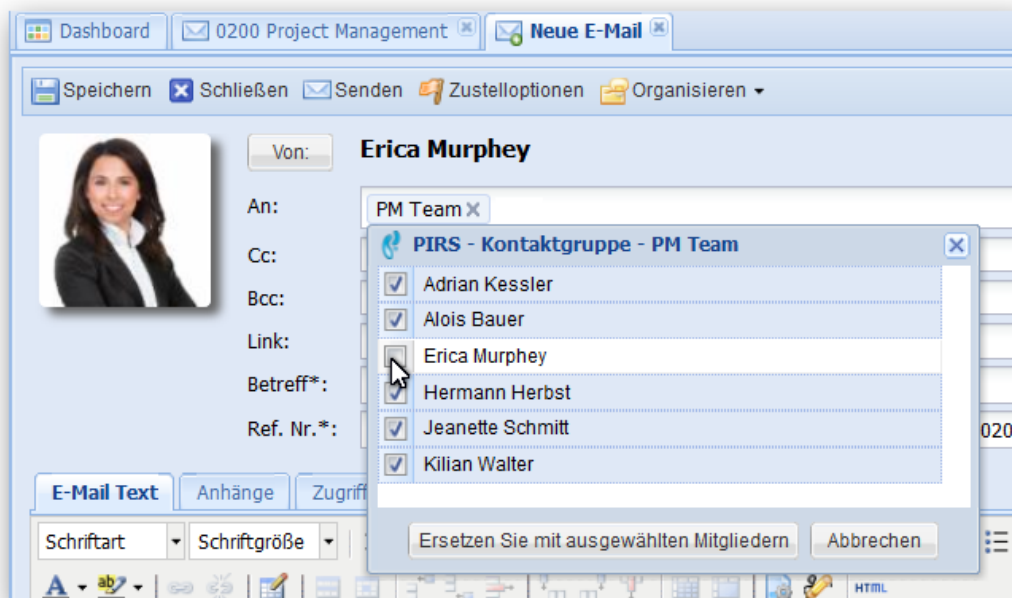 Dashboard 0200 Project Management Neue E-Mail
Speichern Schließen Senden Zustelloptionen Organisieren
Von: Erica Murphey
An: PM Team
PIRS - Kontaktgruppe - PM Team
Cc:
Adrian Kessler
Bcc:
Alois Bauer
Link:
Erica Murphey
Betreff*:
Hermann Herbst
Ref. Nr.*:
Jeanette Schmitt
020
Kilian Walter
E-Mail Text Anhänge Zugriff
Schriftart Schriftgröße Ersetzen Sie mit ausgewählten Mitgliedern Abbrechen
A ab HTML